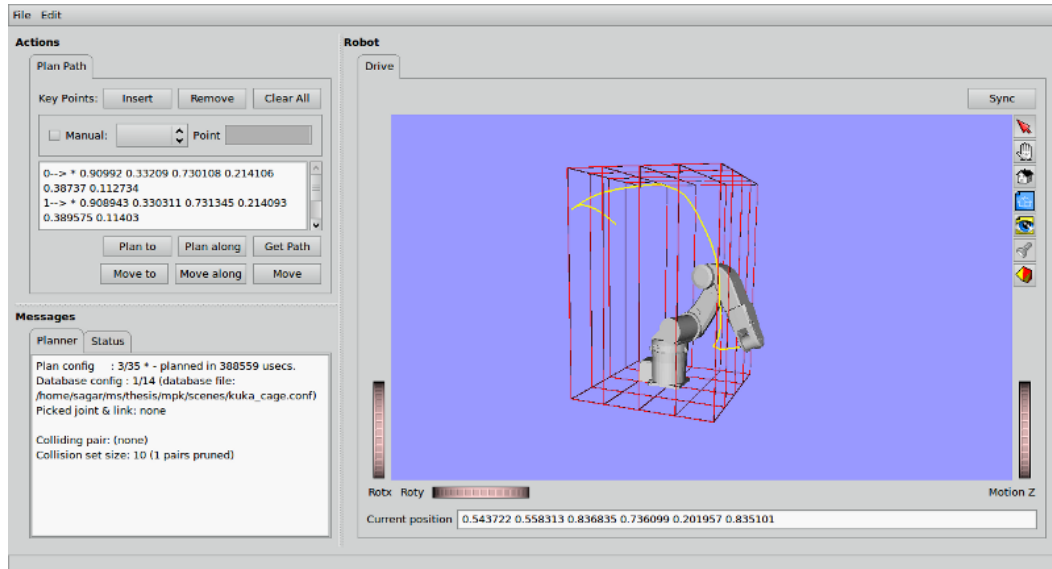 File Edit
Actions
Plan Path
Key Points: Insert Remove Clear All
Manual: Point
0--> * 0.90992 0.33209 0.730108 0.214106
0.38737 0.112734
1--> * 0.908943 0.330311 0.731345 0.214093
0.389575 0.11403
Plan to Plan along Get Path
Move to Move along Move
Messages
Planner Status
Plan config : 3/35 * - planned in 388559 usecs.
Database config : 1/14 (database file:
/home/sagar/ms/thesis/mpk/scenes/kuka_cage.conf)
Picked joint & link: none
Colliding pair: (none)
Collision set size: 10 (1 pairs pruned)
Robot
Drive
Sync
Rotx Roty Motion Z
Current position 0.543722 0.558313 0.836835 0.736099 0.201957 0.835101